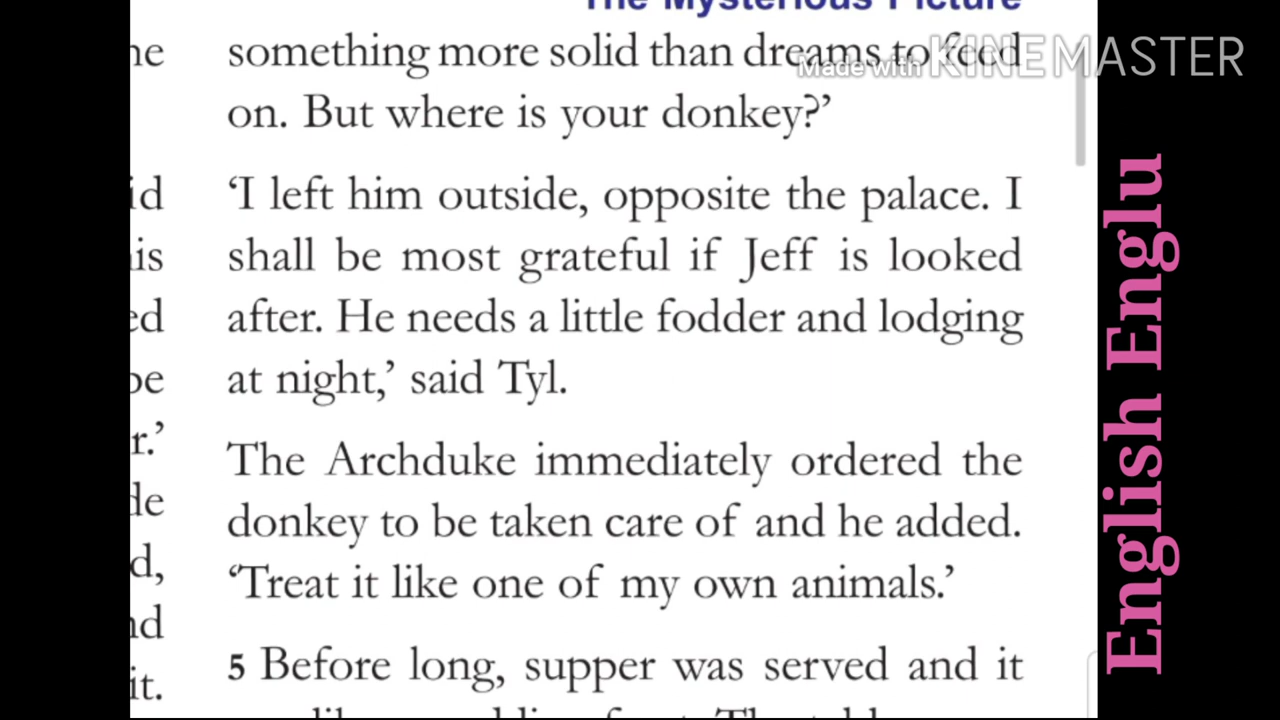 The Mysterious Picture
something more solid than dreams to feed
on. But where is your donkey?’
‘I left him outside, opposite the palace. I
shall be most grateful if Jeff is looked
after. He needs a little fodder and lodging
at night,’ said Tyl.
The Archduke immediately ordered the
donkey to be taken care of and he added.
‘Treat it like one of my own animals.’
5 Before long, supper was served and it
Made with KINEMASTER
English Englu